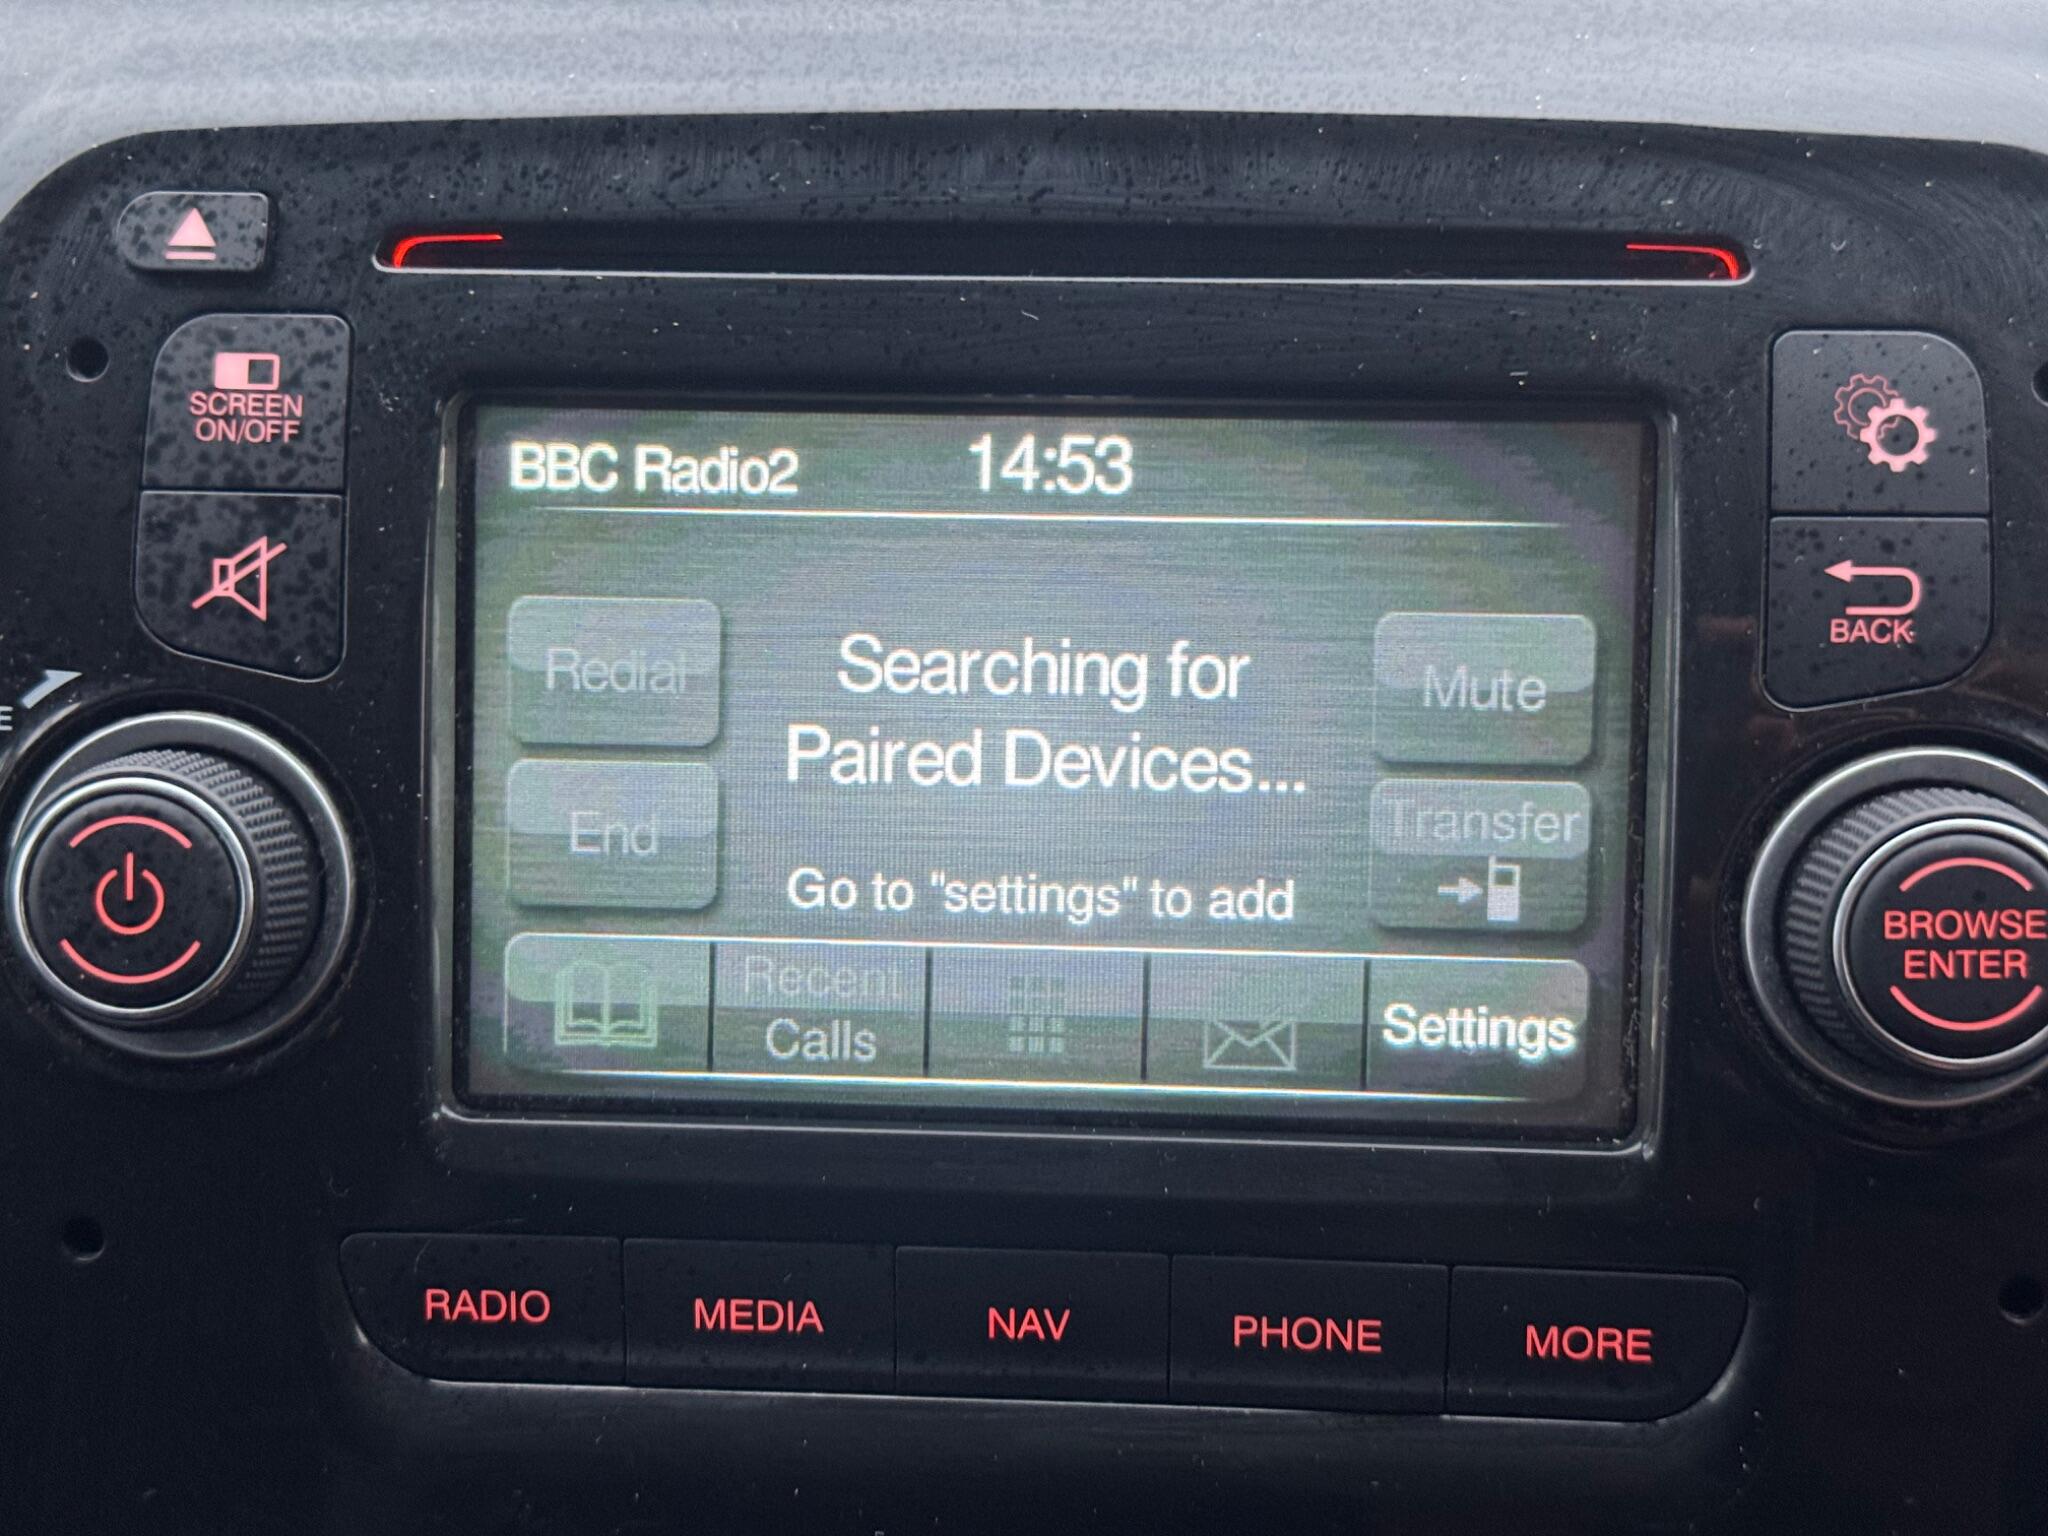 SCREEN
ON/OFF
BBC Radio2 14:53
Redial
Searching for
Paired Devices...
Mute
End
Transfer
Go to "settings" to add
Recent
Calls
Settings
BACK
BROWSE
ENTER
RADIO
MEDIA
NAV
PHONE
MORE